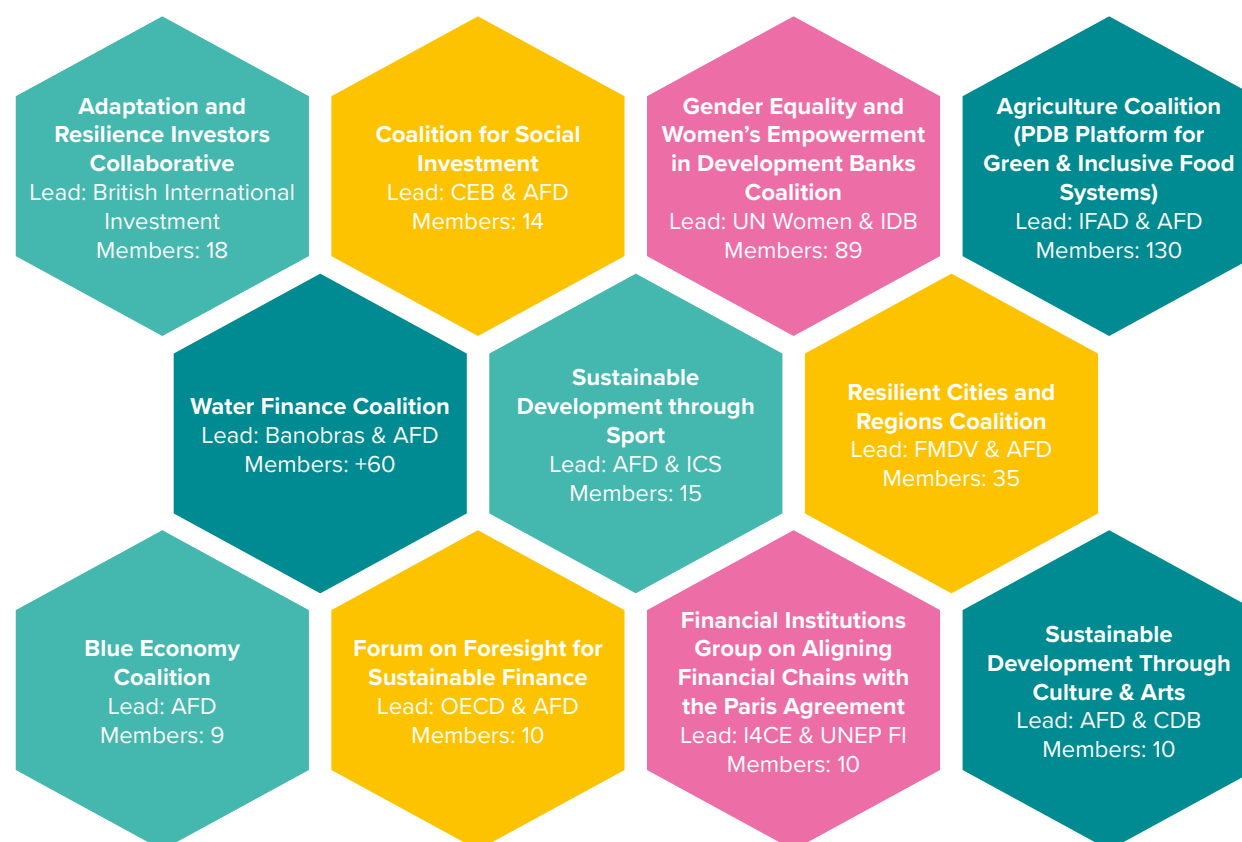 Adaptation and
Resilience Investors
Collaborative
Lead: British International
Investment
Members: 18
Coalition for Social
Investment
Lead: CEB & AFD
Members: 14
Gender Equality and
Women’s Empowerment
in Development Banks
Coalition
Lead: UN Women & IDB
Members: 89
Agriculture Coalition
(PDB Platform for
Green & Inclusive Food
Systems)
Lead: IFAD & AFD
Members: 130
Water Finance Coalition
Lead: Banobras & AFD
Members: +60
Sustainable
Development through
Sport
Lead: AFD & ICS
Members: 15
Resilient Cities and
Regions Coalition
Lead: FMDV & AFD
Members: 35
Blue Economy
Coalition
Lead: AFD
Members: 9
Forum on Foresight for
Sustainable Finance
Lead: OECD & AFD
Members: 10
Financial Institutions
Group on Aligning
Financial Chains with
the Paris Agreement
Lead: I4CE & UNEP FI
Members: 10
Sustainable
Development Through
Culture & Arts
Lead: AFD & CDB
Members: 10